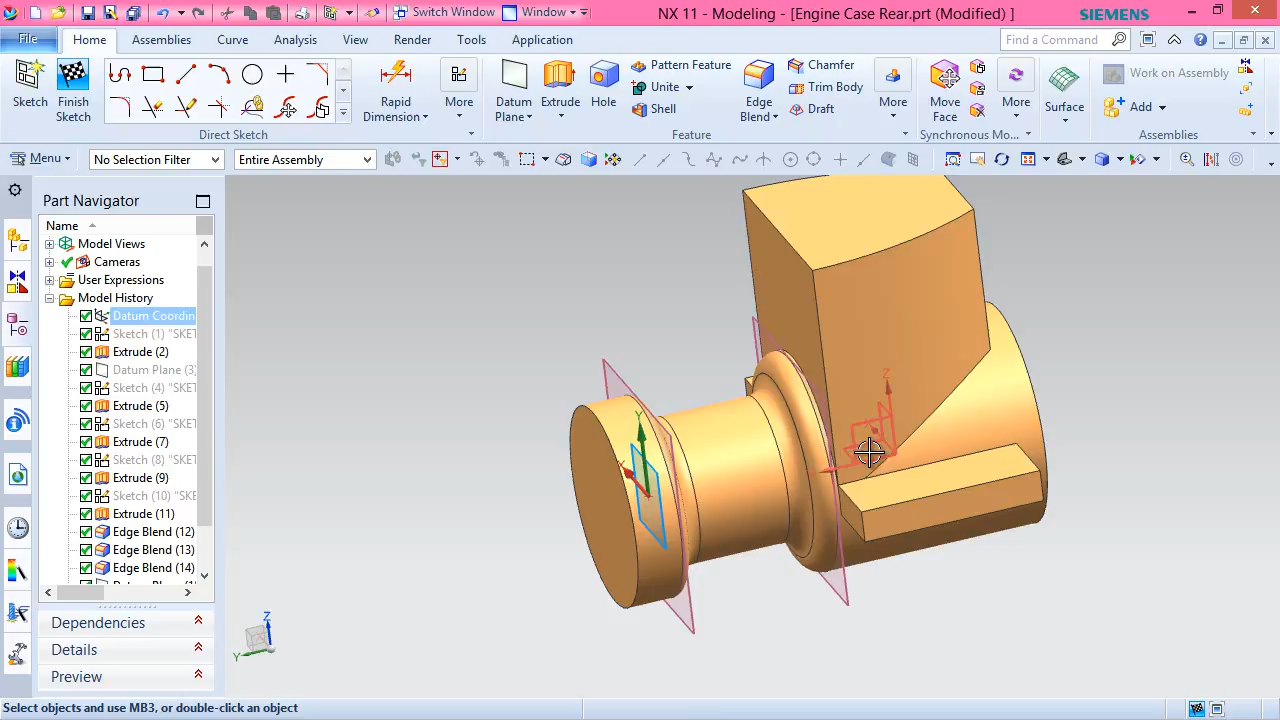 Switch Window Window NX 11 - Modeling - [Engine Case Rear.prt (Modified) ] SIEMENS
File Home Assemblies Curve Analysis View Render Tools Application Find a Command
Sketch Finish Sketch Rapid Dimension More Datum Plane Extrude Hole Pattern Feature Unite Shell Edge Blend Chamfer Trim Body Draft More Move Face More Surface Work on Assembly Add
Direct Sketch Feature Synchronous Mo... Assemblies
Menu No Selection Filter Entire Assembly
Part Navigator
Name
Model Views
Cameras
User Expressions
Model History
Datum Coordin
Sketch (1) "SKET
Extrude (2)
Datum Plane (3)
Sketch (4) "SKET
Extrude (5)
Sketch (6) "SKET
Extrude (7)
Sketch (8) "SKET
Extrude (9)
Sketch (10) "SKE
Extrude (11)
Edge Blend (12)
Edge Blend (13)
Edge Blend (14)
Dependencies
Details
Preview
Z
Y
Y
Z
Select objects and use MB3, or double-click an object